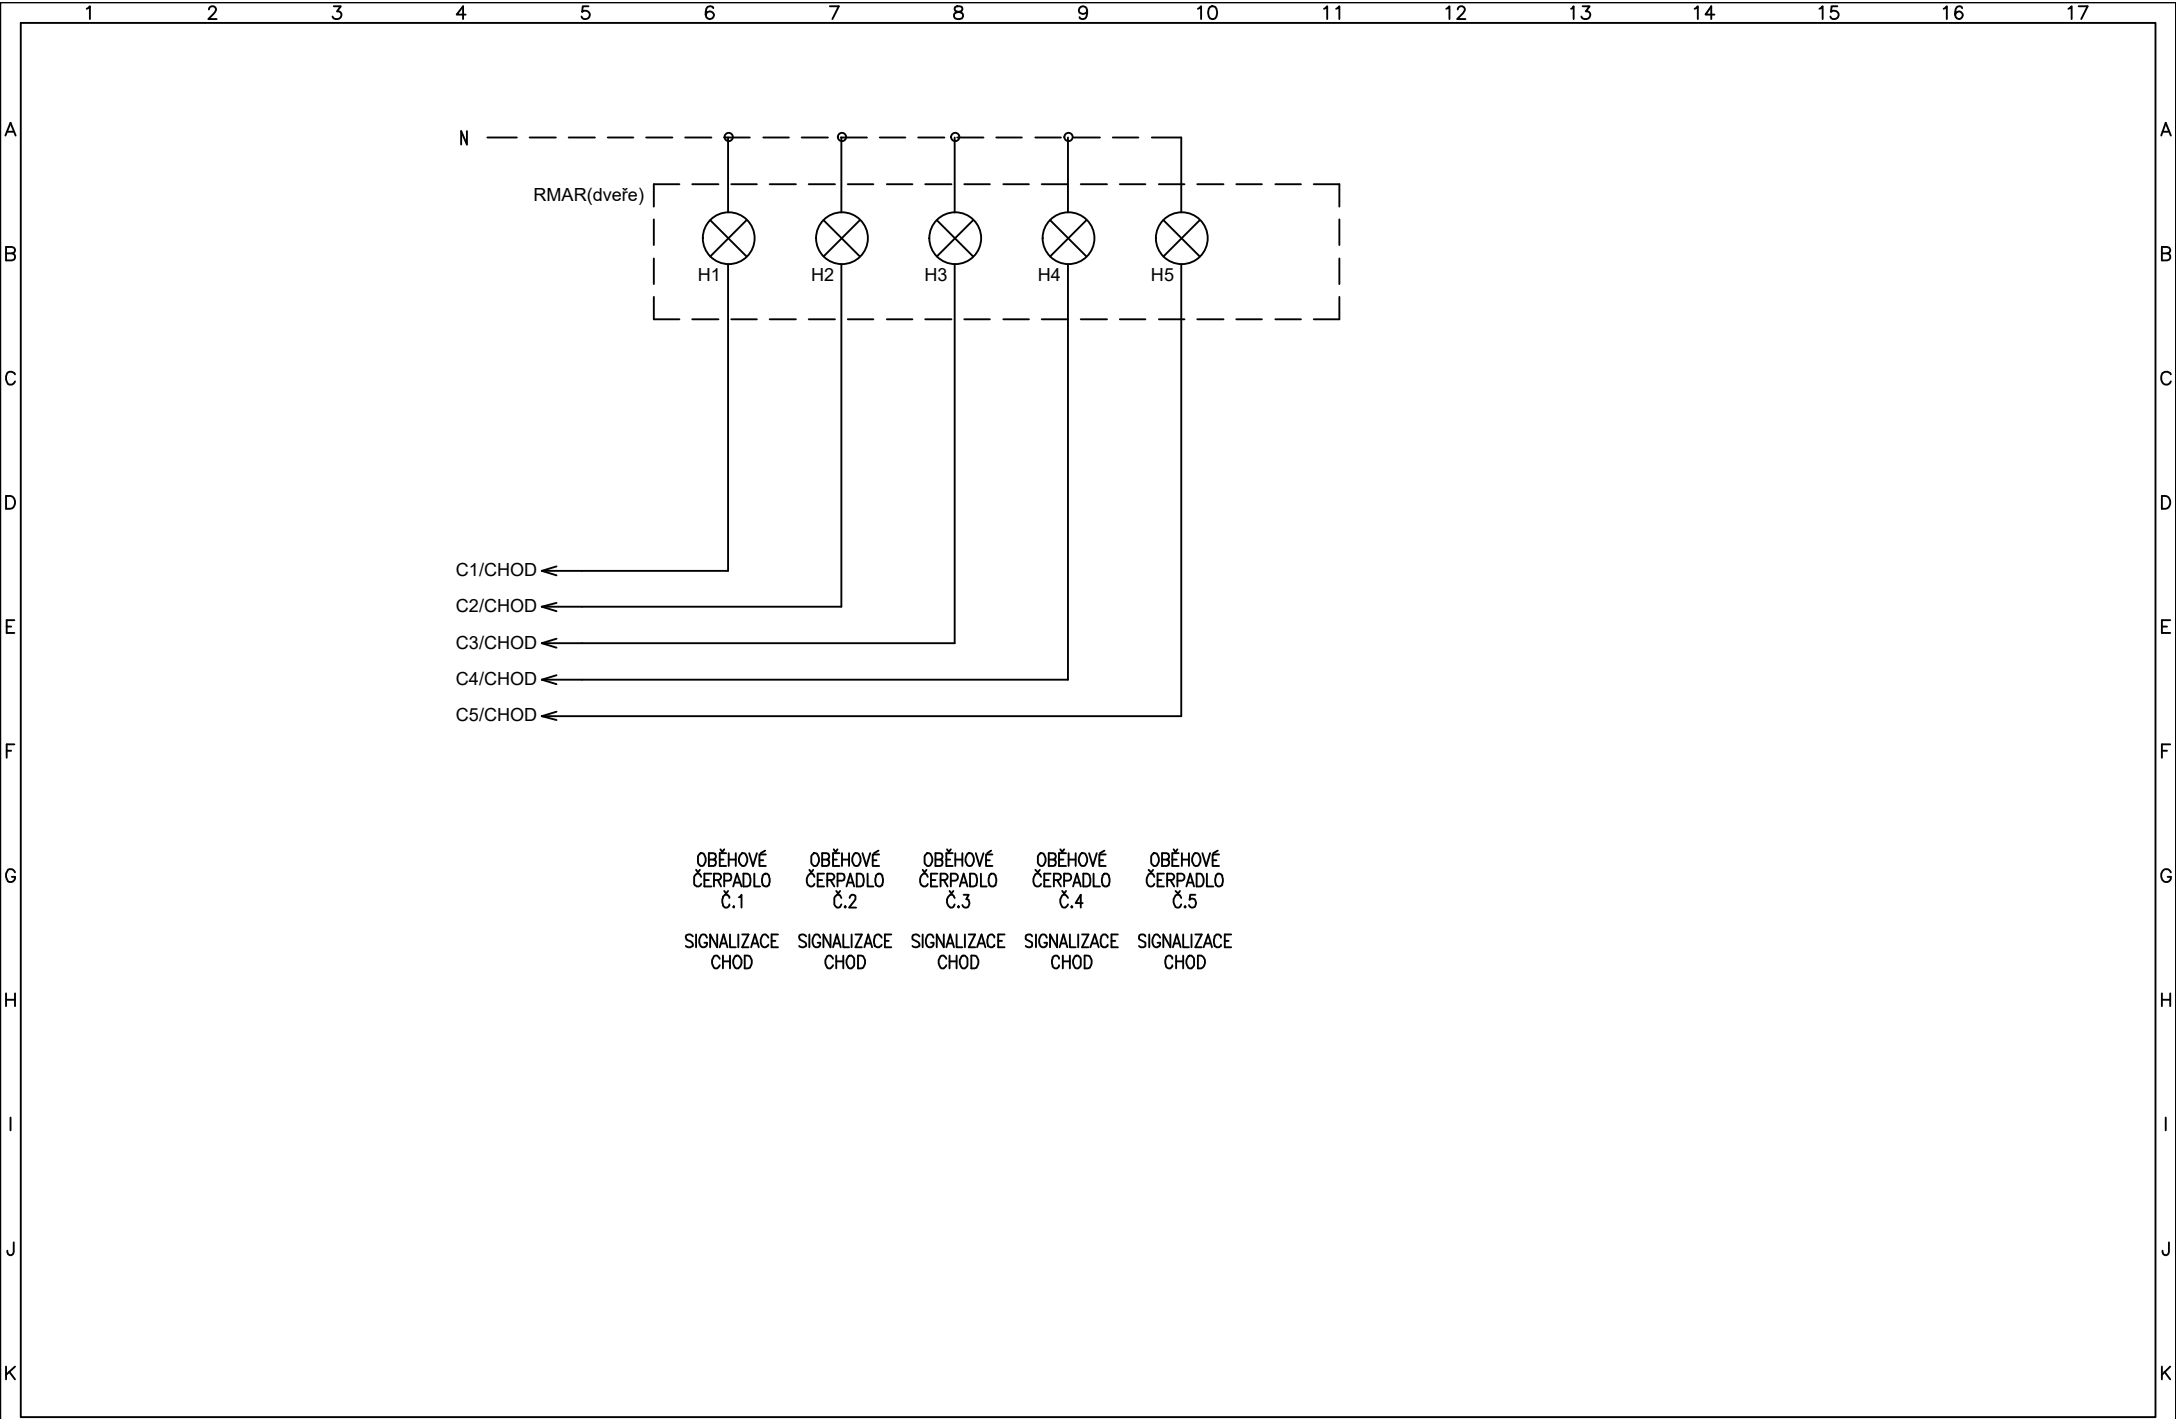 1 2 3 4 5 6 7 8 9 10 11 12 13 14 15 16 17
A A
N
RMAR(dveře)
B B
H1 H2 H3 H4 H5
C C
D D
C1/CHOD
C2/CHOD
E E
C3/CHOD
C4/CHOD
C5/CHOD
F F
OBĚHOVÉ OBĚHOVÉ OBĚHOVÉ OBĚHOVÉ OBĚHOVÉ
G G
ČERPADLO ČERPADLO ČERPADLO ČERPADLO ČERPADLO
Č.1 Č.2 Č.3 Č.4 Č.5
SIGNALIZACE SIGNALIZACE SIGNALIZACE SIGNALIZACE SIGNALIZACE
CHOD CHOD CHOD CHOD CHOD
H H
I I
J J
K K